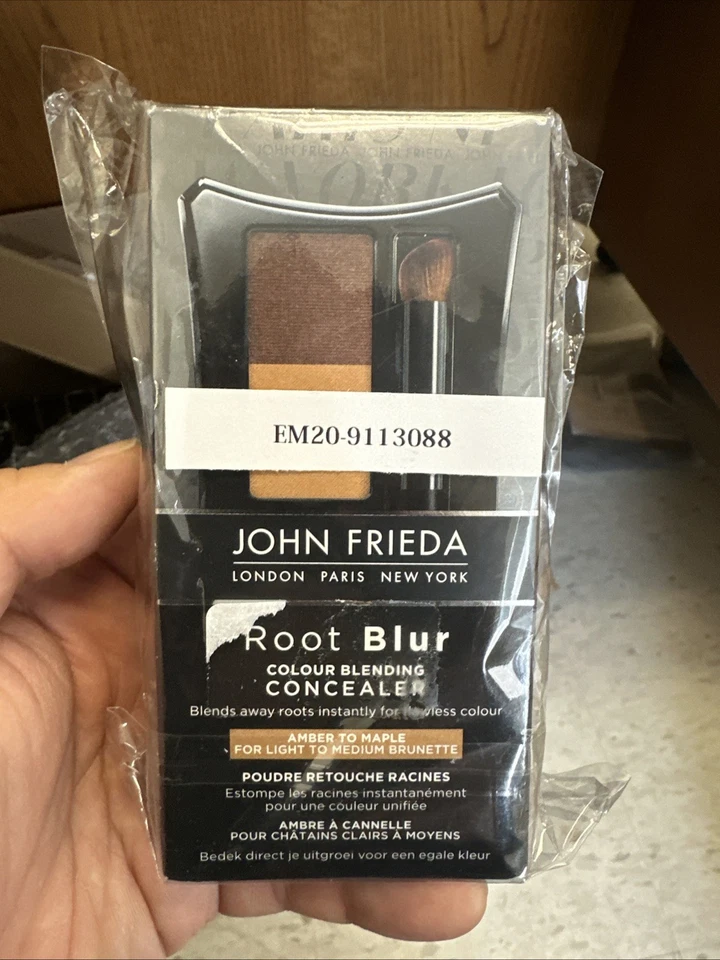 JOHN FRIEDA JOHN FRIEDA
EM20-9113088
JOHN FRIEDA
LONDON PARIS NEW YORK
Root Blur
COLOUR BLENDING
CONCEALER
Blends away roots instantly for flawless colour
AMBER TO MAPLE
FOR LIGHT TO MEDIUM BRUNETTE
POUDRE RETOUCHE RACINES
Estompe les racines instantanément
pour une couleur unifiée
AMBRE À CANNELLE
POUR CHÂTAINS CLAIRS À MOYENS
Bedek direct je uitgroei voor een egale kleur